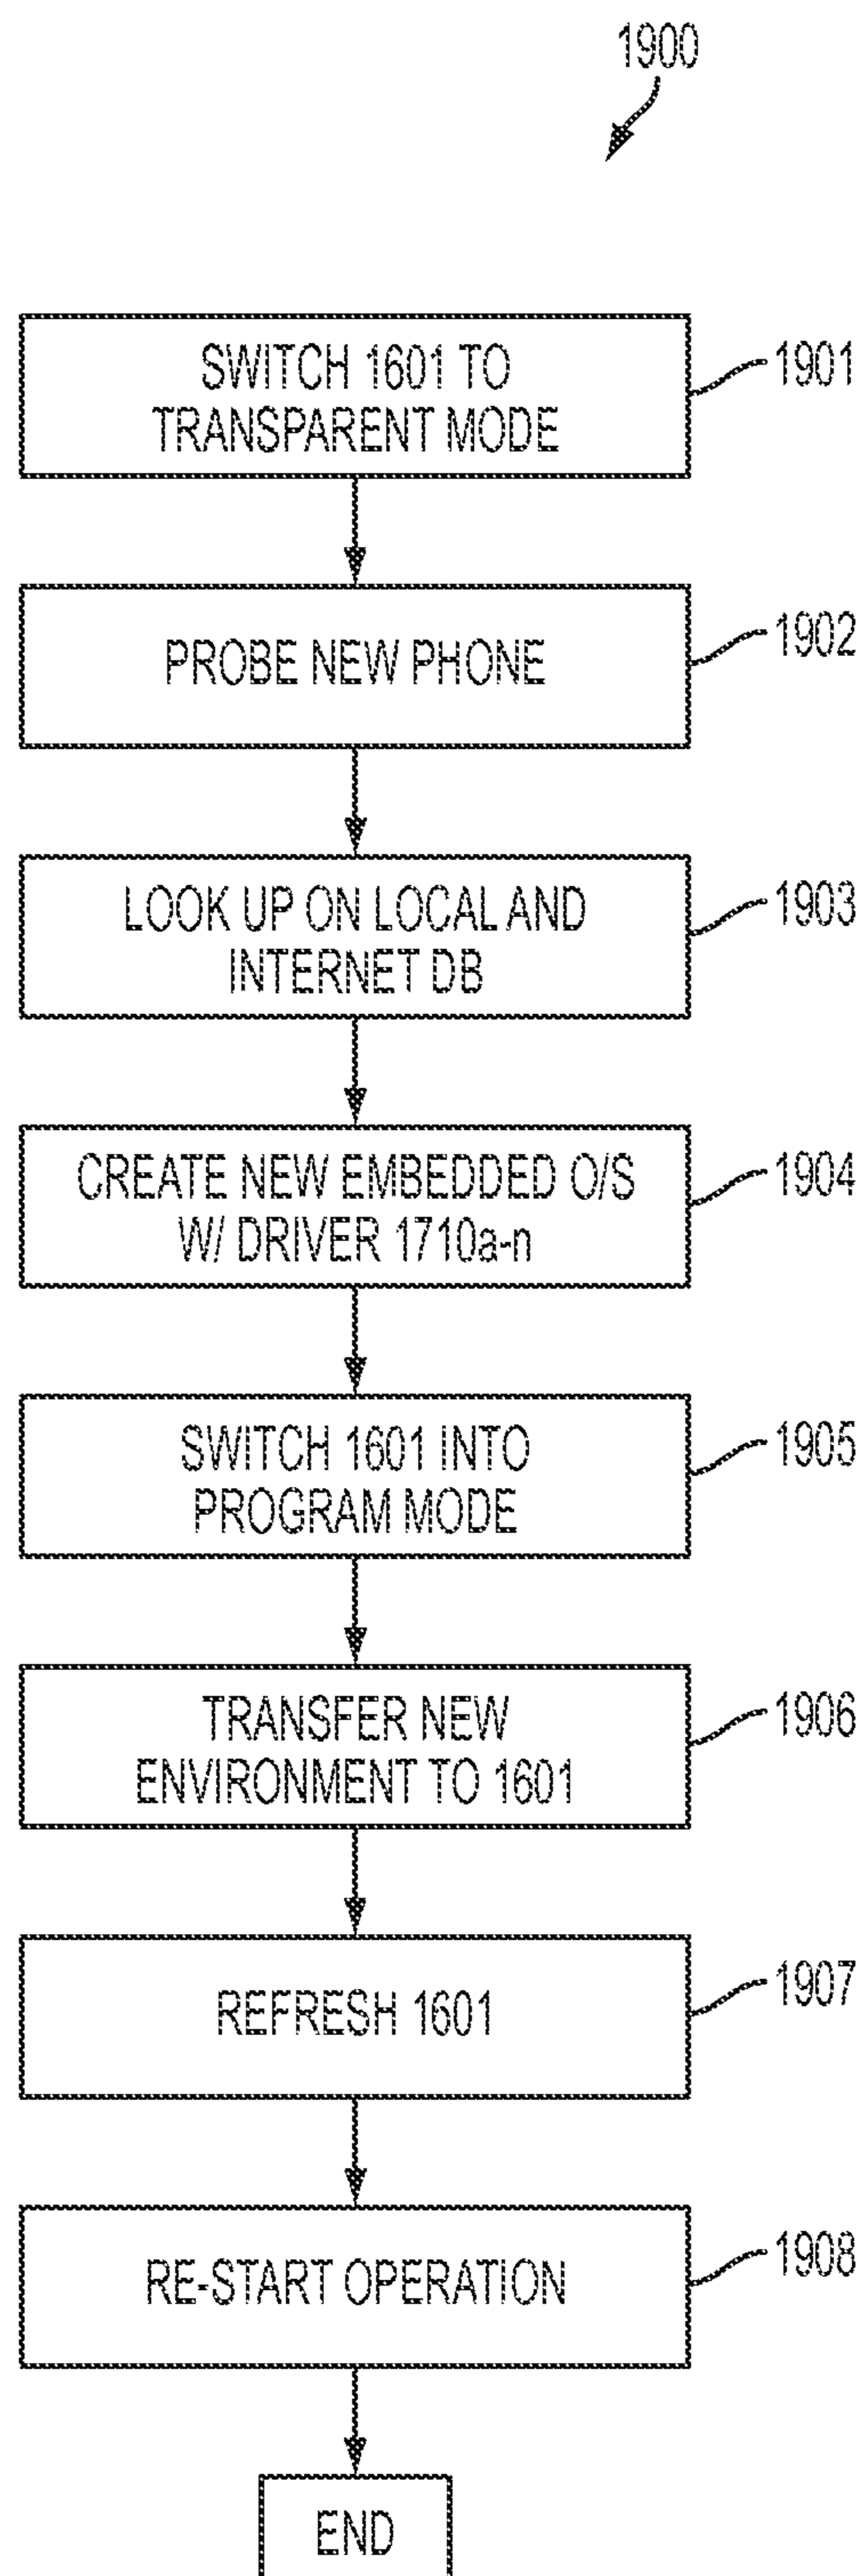 1900
SWITCH 1601 TO
TRANSPARENT MODE
1901
PROBE NEW PHONE
1902
LOOK UP ON LOCAL AND
INTERNET DB
1903
CREATE NEW EMBEDDED O/S
W/ DRIVER 1710a-n
1904
SWITCH 1601 INTO
PROGRAM MODE
1905
TRANSFER NEW
ENVIRONMENT TO 1601
1906
REFRESH 1601
1907
RE-START OPERATION
1908
END